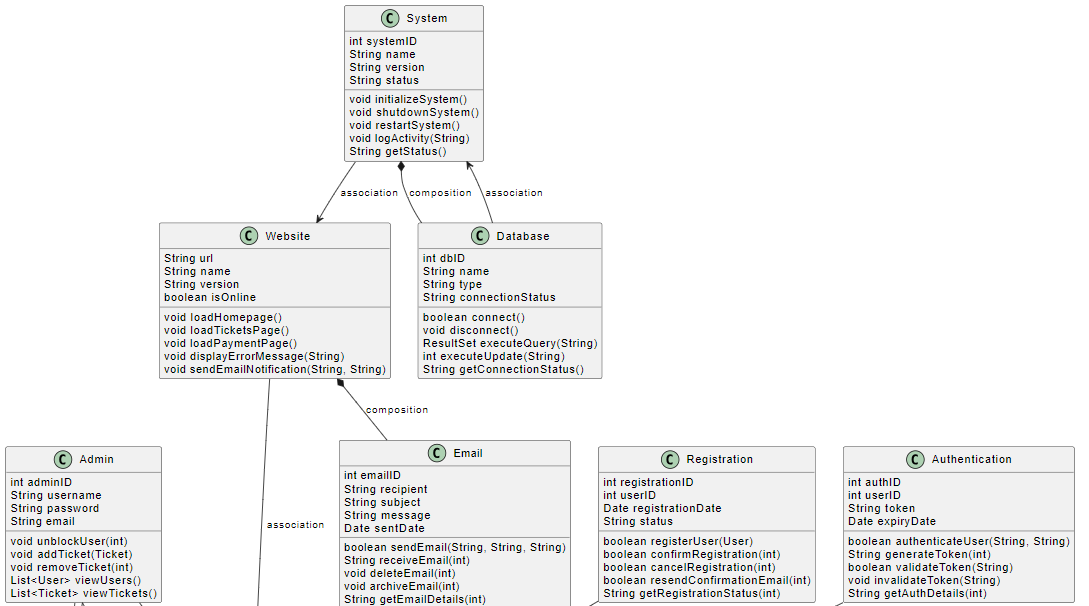 C System
int systemID
String name
String version
String status
void initializeSystem()
void shutdownSystem()
void restartSystem()
void logActivity(String)
String getStatus()
association
composition
association
C Website
String url
String name
String version
boolean isOnline
void loadHomepage()
void loadTicketsPage()
void loadPaymentPage()
void displayErrorMessage(String)
void sendEmailNotification(String, String)
C Database
int dbID
String name
String type
String connectionStatus
boolean connect()
void disconnect()
ResultSet executeQuery(String)
int executeUpdate(String)
String getConnectionStatus()
composition
C Admin
int adminID
String username
String password
String email
void unblockUser(int)
void addTicket(Ticket)
void removeTicket(int)
List<User> viewUsers()
List<Ticket> viewTickets()
association
C Email
int emailID
String recipient
String subject
String message
Date sentDate
boolean sendEmail(String, String, String)
String receiveEmail(int)
void deleteEmail(int)
void archiveEmail(int)
String getEmailDetails(int)
C Registration
int registrationID
int userID
Date registrationDate
String status
boolean registerUser(User)
boolean confirmRegistration(int)
boolean cancelRegistration(int)
boolean resendConfirmationEmail(int)
String getRegistrationStatus(int)
C Authentication
int authID
int userID
String token
Date expiryDate
boolean authenticateUser(String, String)
String generateToken(int)
boolean validateToken(String)
void invalidateToken(String)
String getAuthDetails(int)